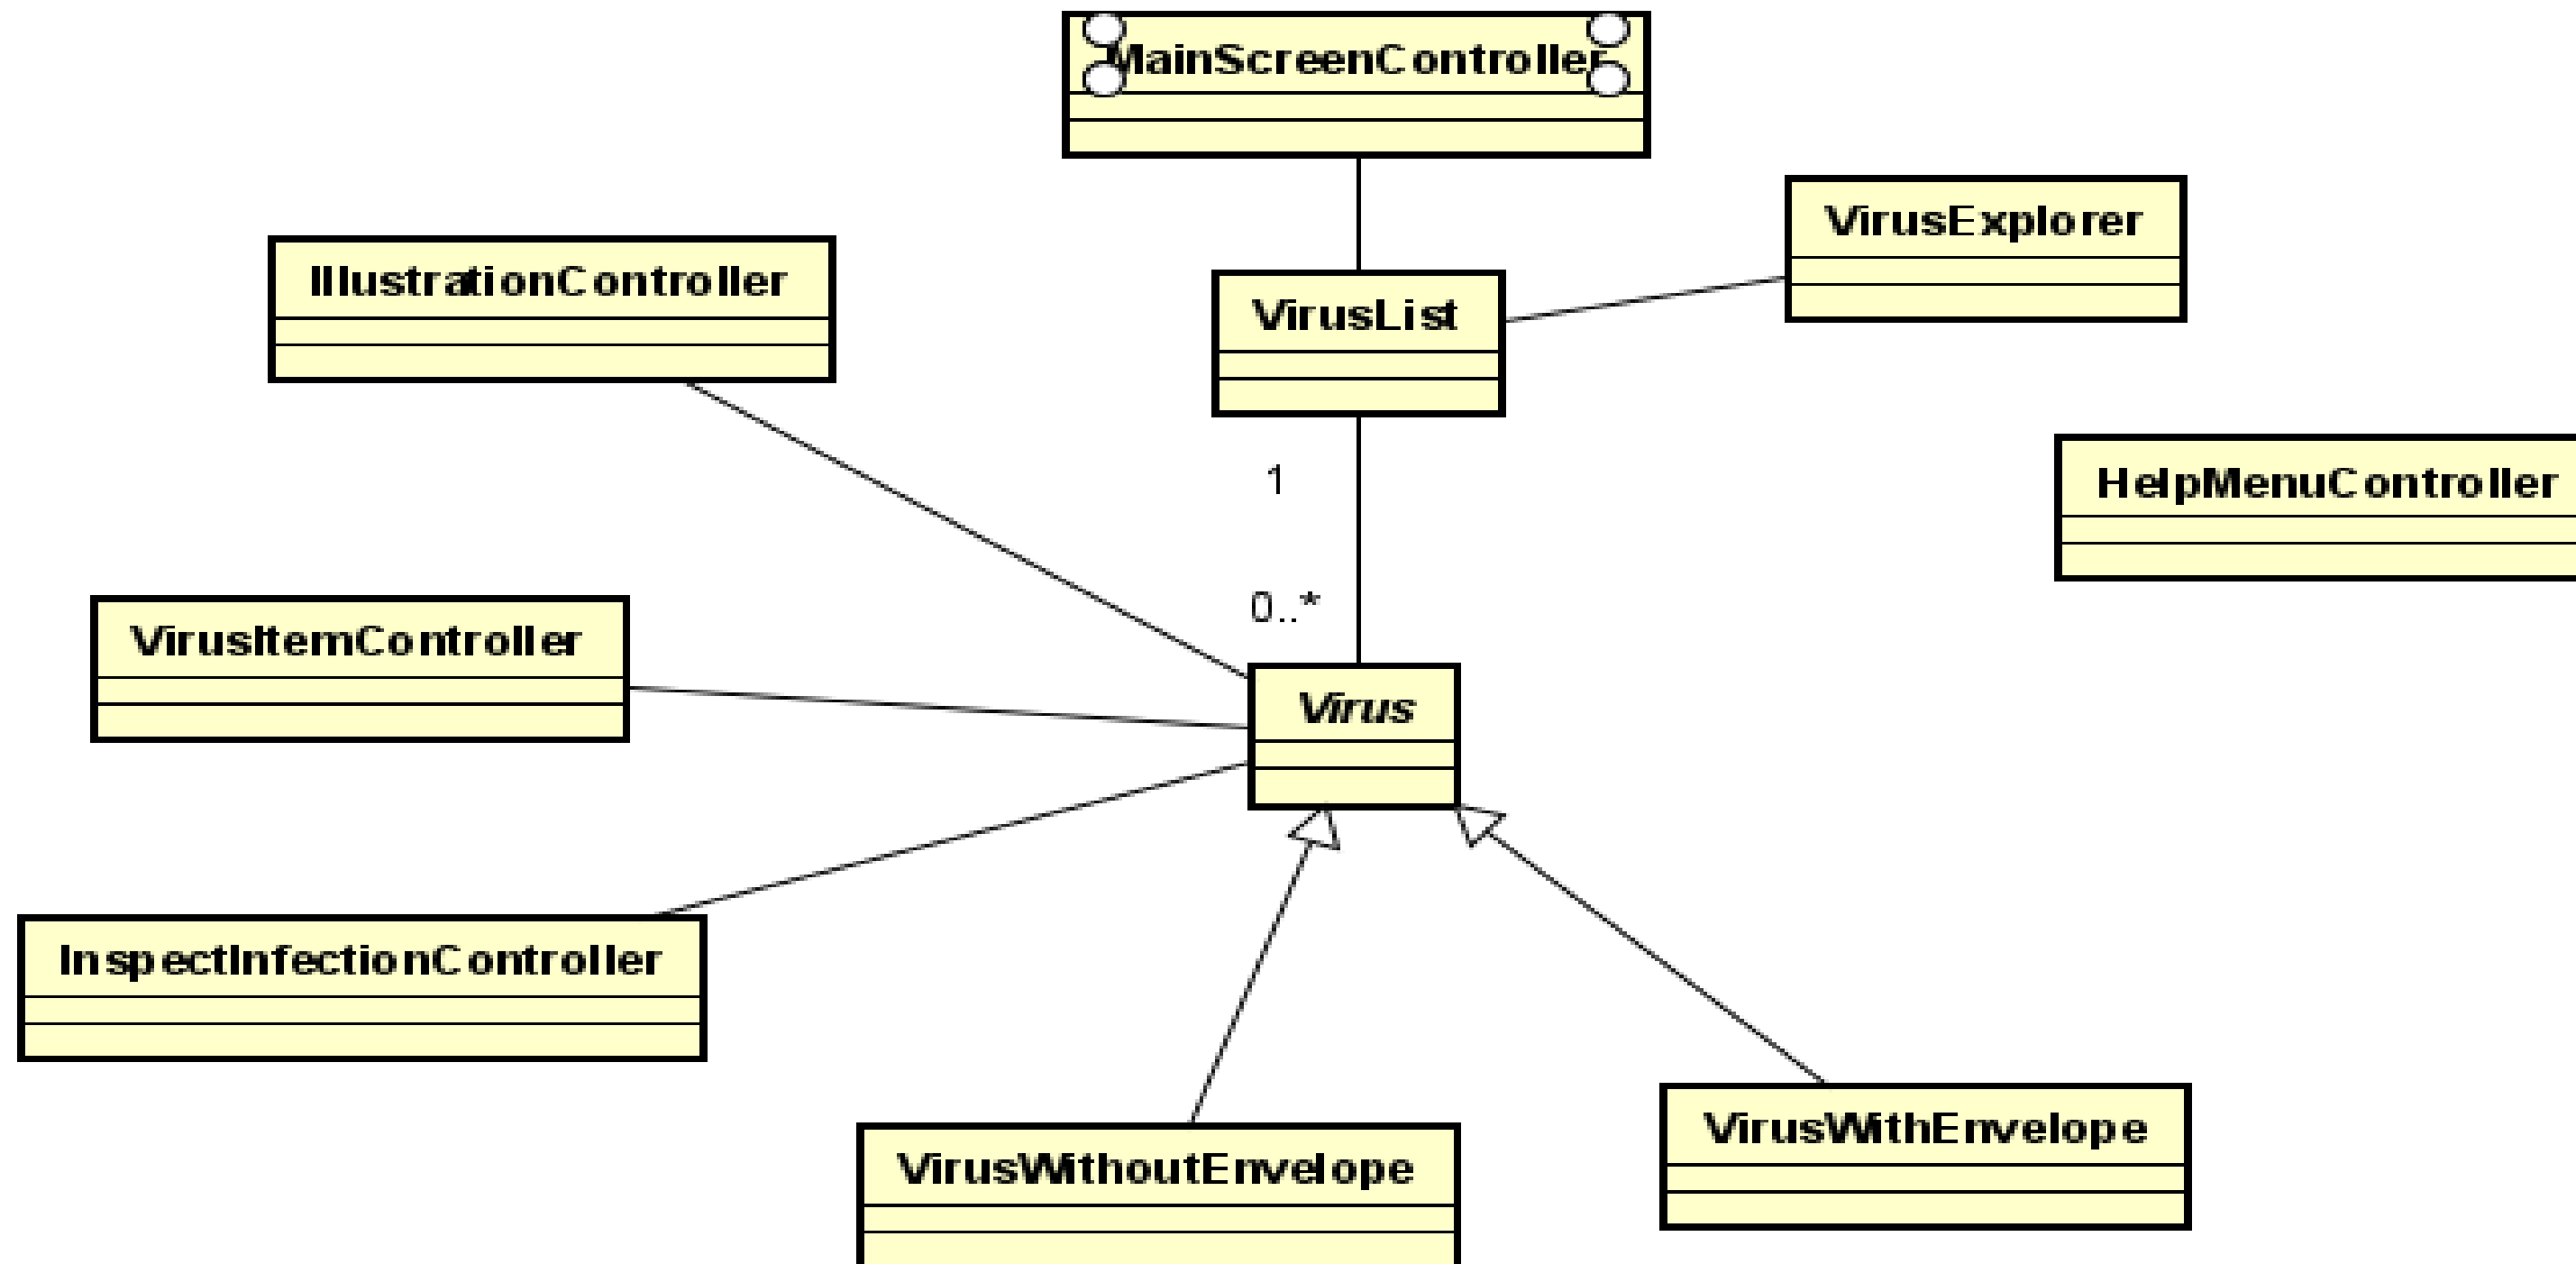 MainScreenController
VirusExplorer
IllustrationController
VirusList
1
HelpMenuController
0..*
VirusItemController
Virus
InspectInfectionController
VirusWithEnvelope
VirusWithoutEnvelope